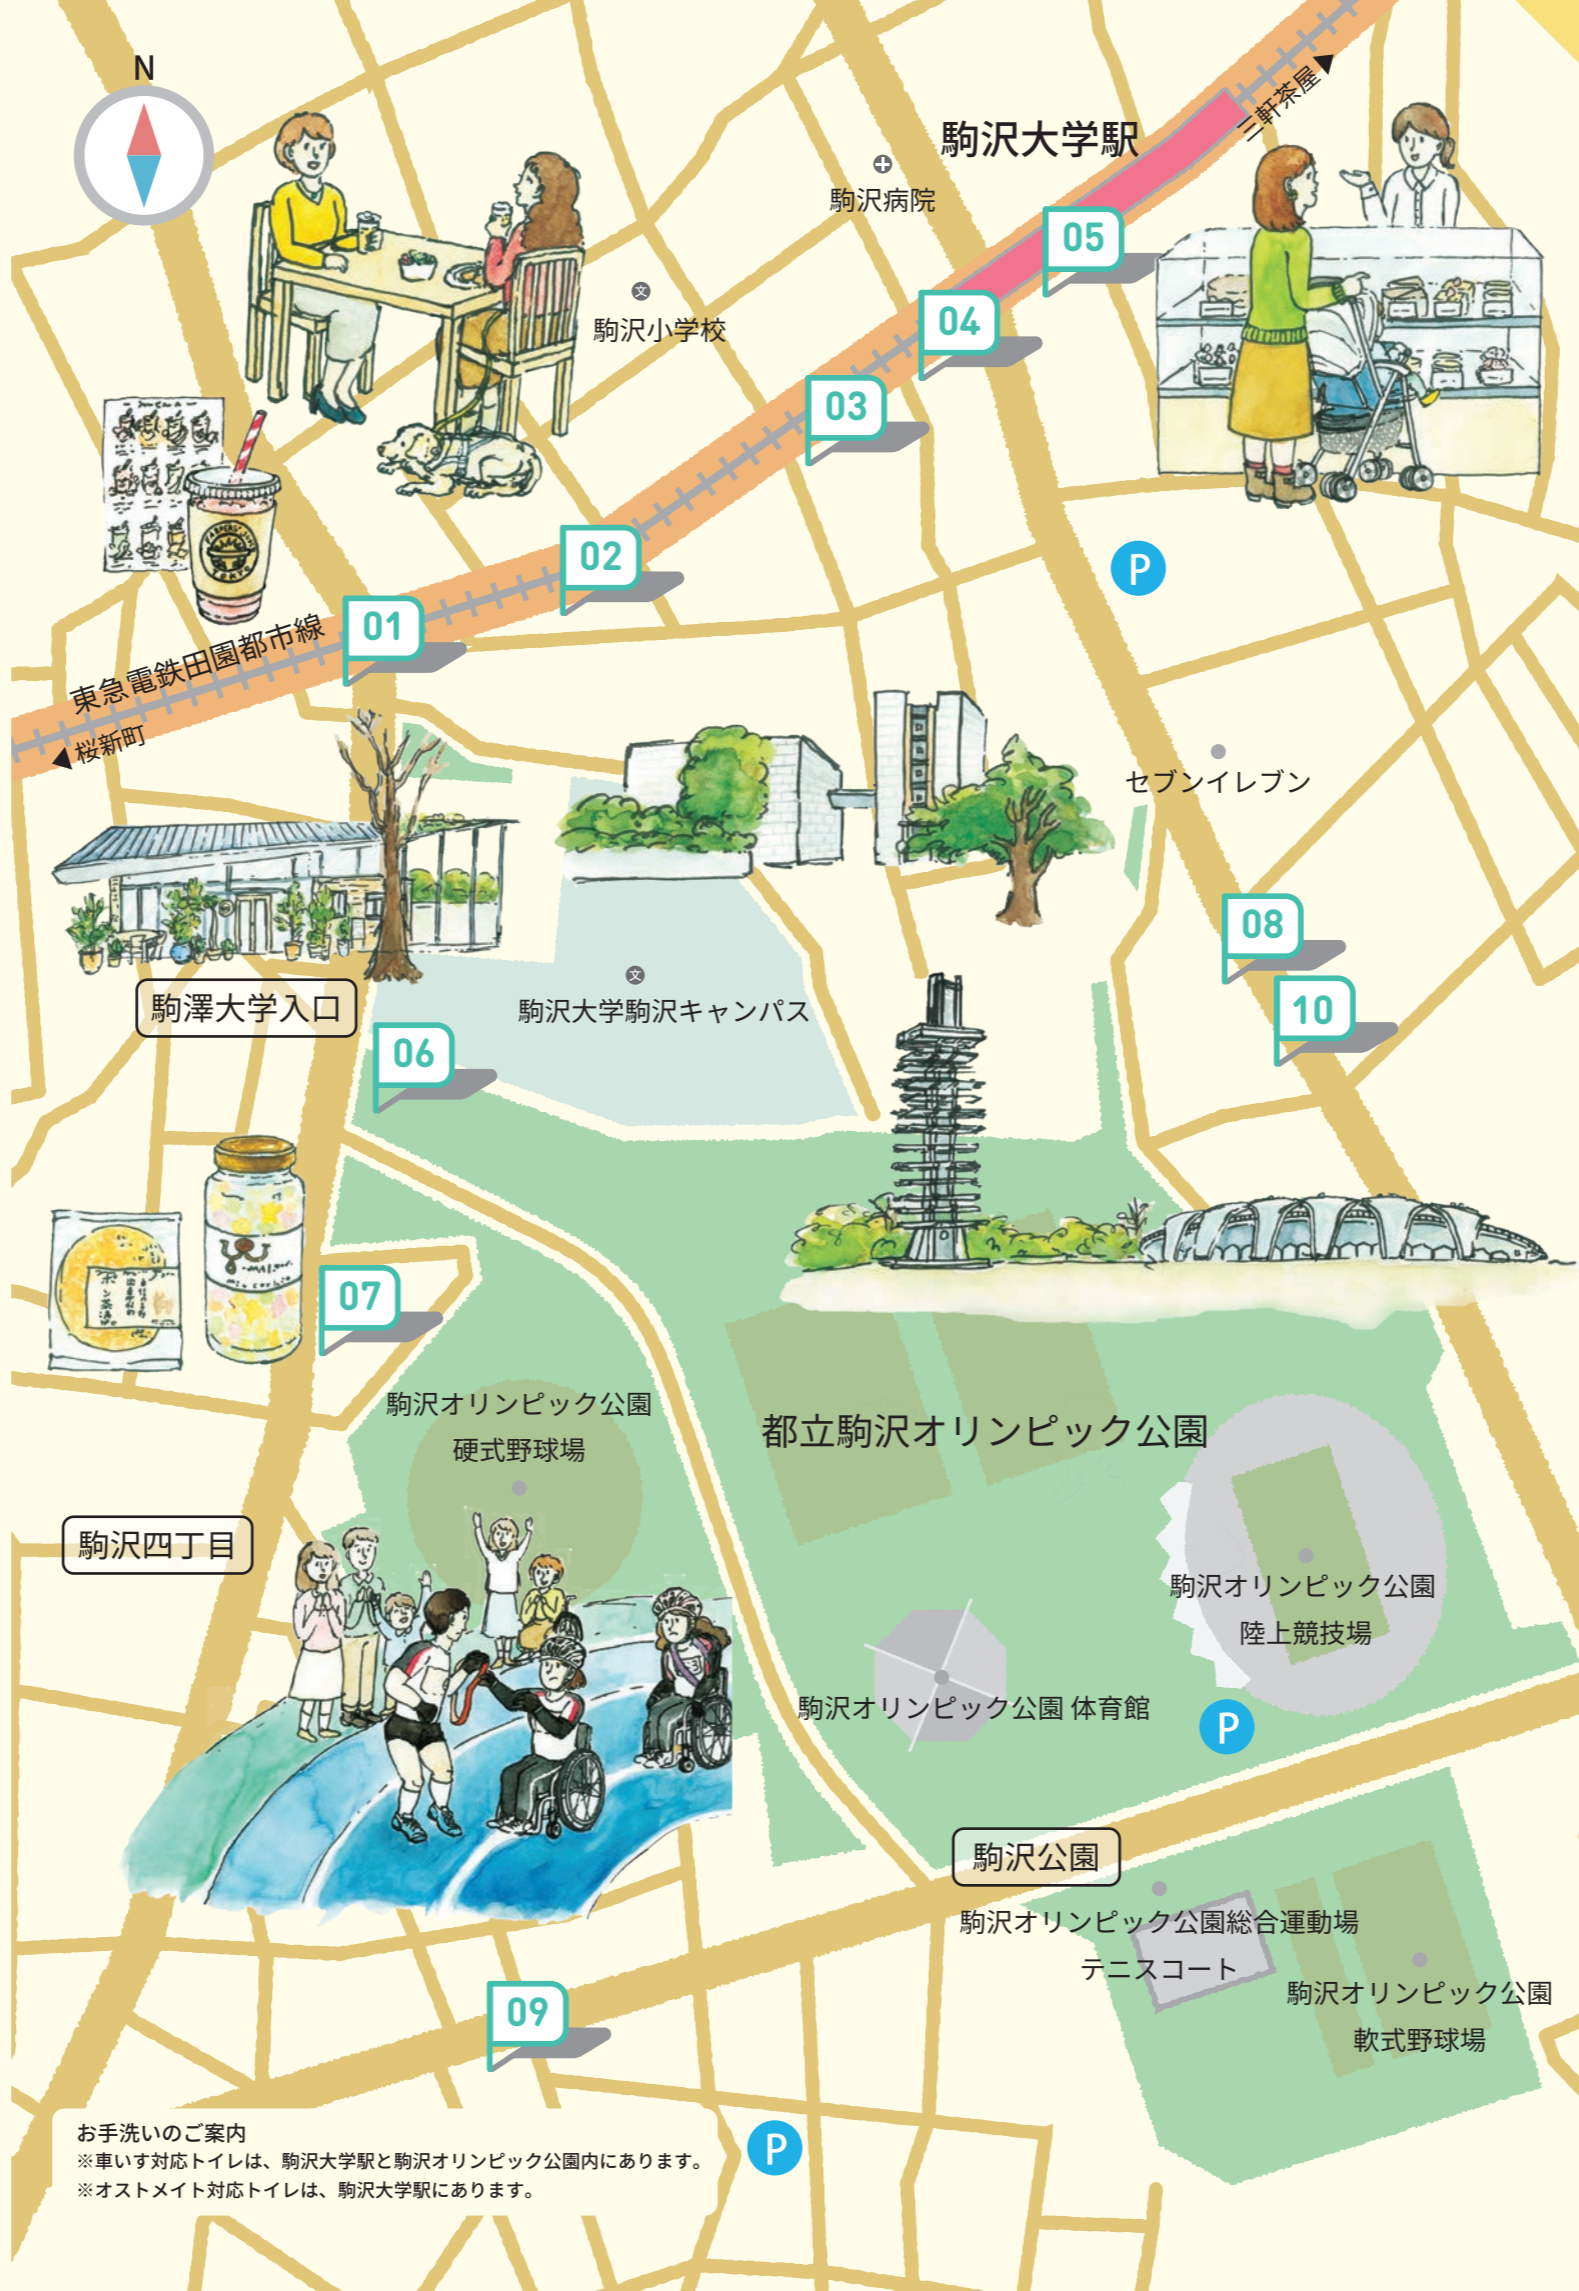 N
三軒茶屋
駒沢大学駅
駒沢病院
05
文
駒沢小学校
04
03
02
01
P
TOKYO
東急電鉄田園都市線
桜新町
セブンイレブン
08
10
駒澤大学入口
文
駒沢大学駒沢キャンパス
06
07
駒沢オリンピック公園
硬式野球場
都立駒沢オリンピック公園
駒沢四丁目
駒沢オリンピック公園
陸上競技場
駒沢オリンピック公園 体育館
P
駒沢公園
駒沢オリンピック公園総合運動場
テニスコート
駒沢オリンピック公園
軟式野球場
09
P
お手洗いのご案内
※車いす対応トイレは、駒沢大学駅と駒沢オリンピック公園内にあります。
※オストメイト対応トイレは、駒沢大学駅にあります。